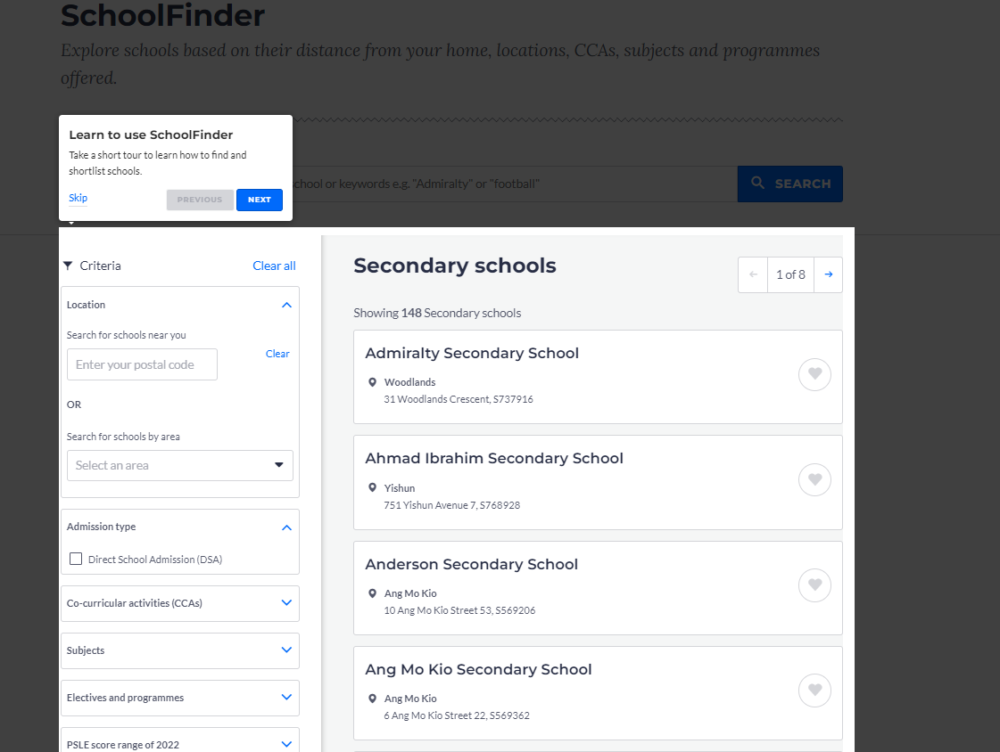 SchoolFinder
Explore schools based on their distance from your home, locations, CCAs, subjects and programmes
offered.
Learn to use SchoolFinder
Take a short tour to learn how to find and
shortlist schools.
Skip
PREVIOUS
NEXT
school or keywords e.g. "Admiralty" or "football"
SEARCH
Criteria
Clear all
Location
Search for schools near you
Enter your postal code
Clear
OR
Search for schools by area
Select an area
Admission type
Direct School Admission (DSA)
Co-curricular activities (CCAs)
Subjects
Electives and programmes
PSLE score range of 2022
Secondary schools
1 of 8
Showing 148 Secondary schools
Admiralty Secondary School
Woodlands
31 Woodlands Crescent, S737916
Ahmad Ibrahim Secondary School
Yishun
751 Yishun Avenue 7, S768928
Anderson Secondary School
Ang Mo Kio
10 Ang Mo Kio Street 53, S569206
Ang Mo Kio Secondary School
Ang Mo Kio
6 Ang Mo Kio Street 22, S569362